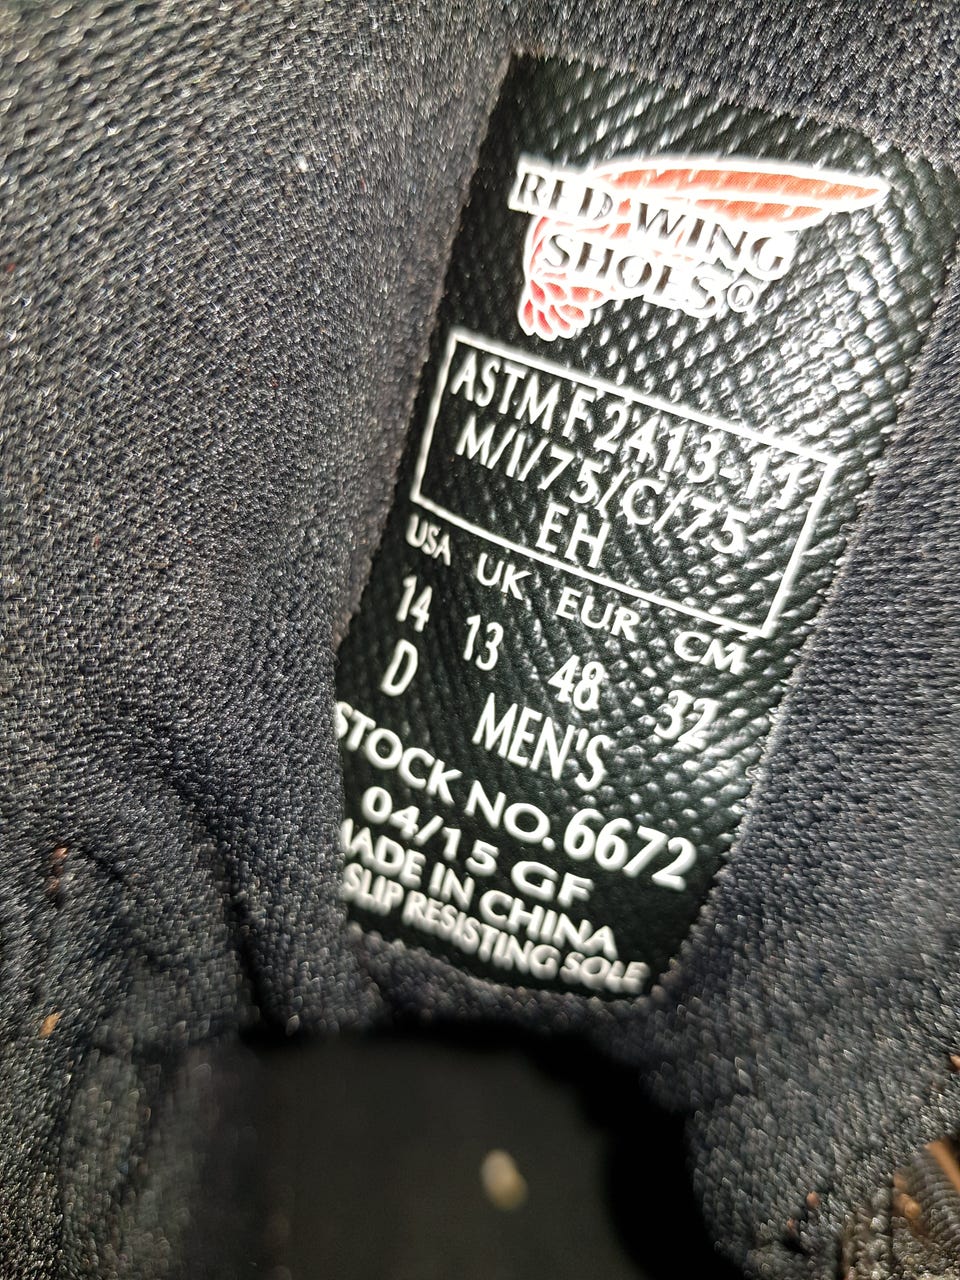 RED WING
SHOES®
ASTM F 2413-11
M/I/75/C/75
EH
USA UK EUR CM
14 13 48 32
D MEN'S
STOCK NO. 6672
04/15 GF
MADE IN CHINA
SLIP RESISTING SOLE